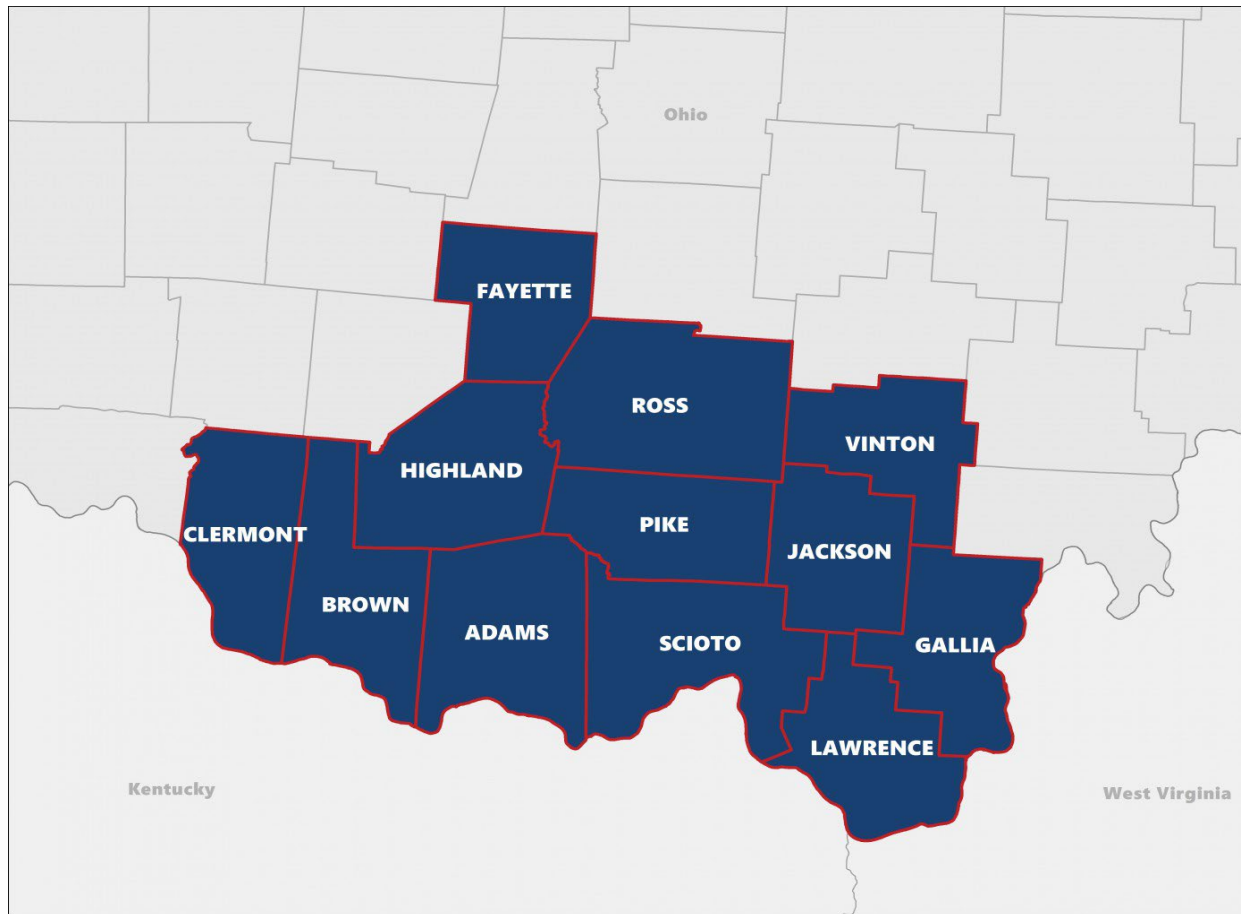 Ohio
FAYETTE
ROSS
VINTON
HIGHLAND
CLERMONT
PIKE
JACKSON
BROWN
ADAMS
SCIOTO
GALLIA
LAWRENCE
Kentucky
West Virginia